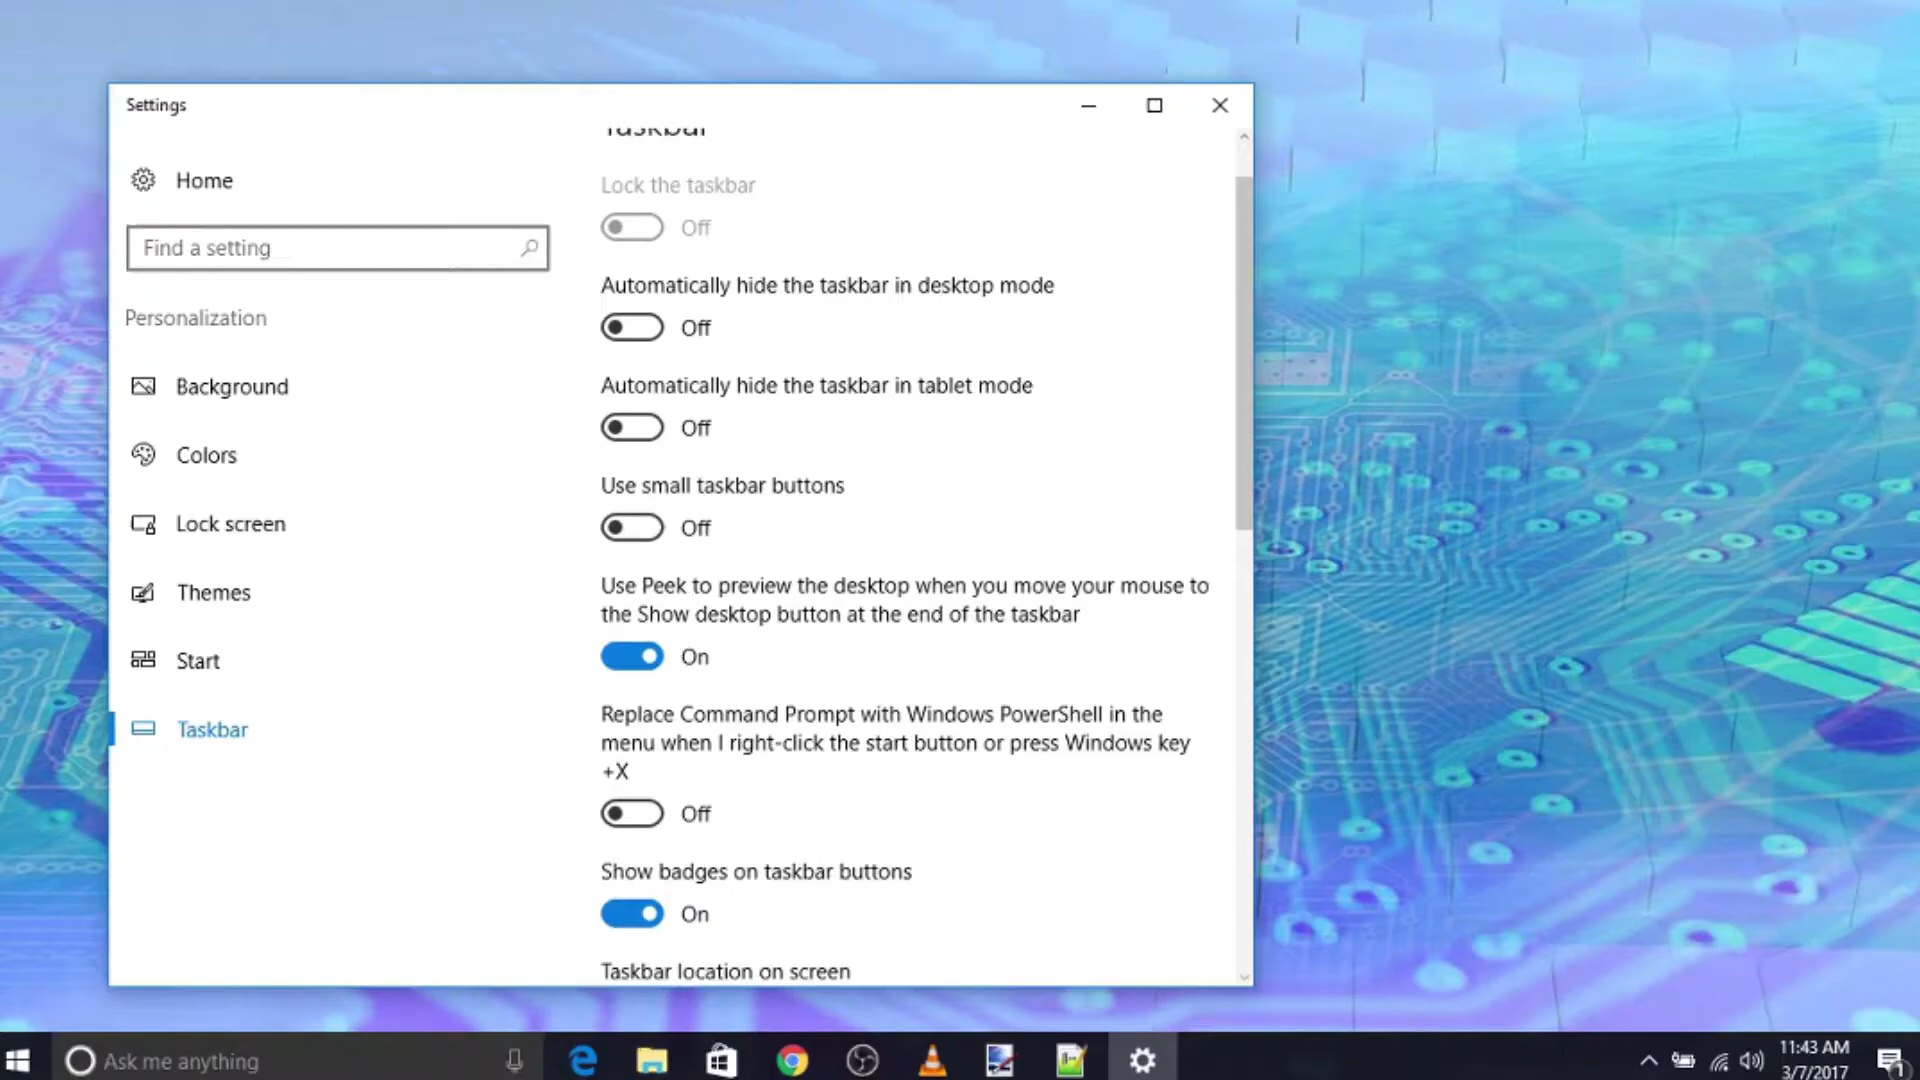 Settings
Taskbar
Home
Find a setting
Personalization
Background
Colors
Lock screen
Themes
Start
Taskbar
Lock the taskbar
Off
Automatically hide the taskbar in desktop mode
Off
Automatically hide the taskbar in tablet mode
Off
Use small taskbar buttons
Off
Use Peek to preview the desktop when you move your mouse to
the Show desktop button at the end of the taskbar
On
Replace Command Prompt with Windows PowerShell in the
menu when I right-click the start button or press Windows key
+X
Off
Show badges on taskbar buttons
On
Taskbar location on screen
Ask me anything
11:43 AM
3/7/2017
1